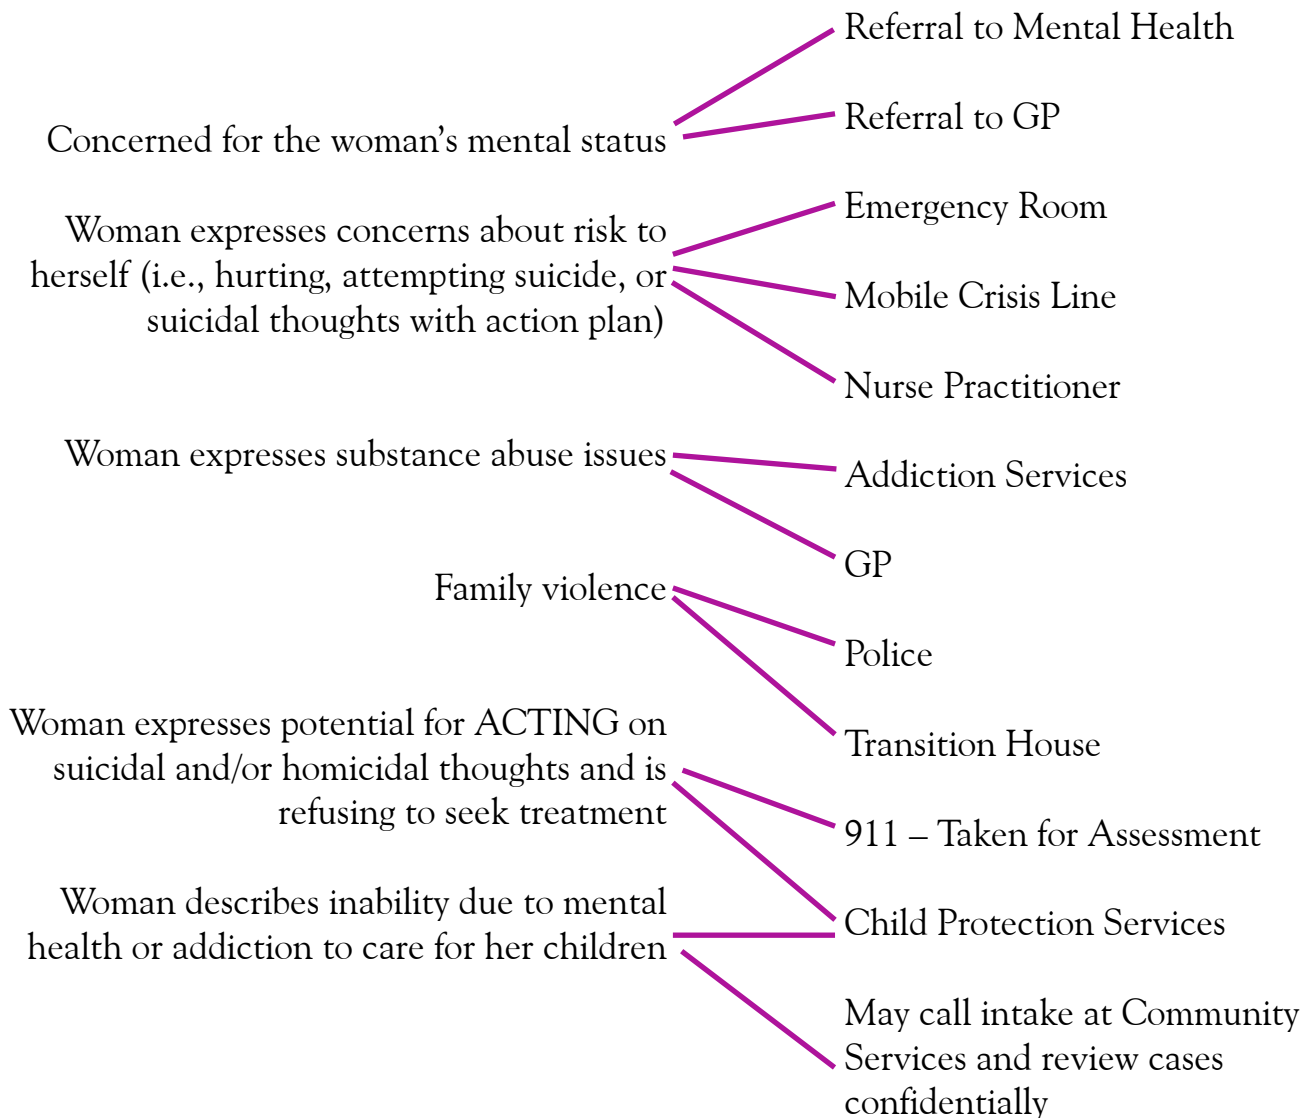 Concerned for the woman’s mental status
Referral to Mental Health
Referral to GP
Woman expresses concerns about risk to
herself (i.e., hurting, attempting suicide, or
suicidal thoughts with action plan)
Emergency Room
Mobile Crisis Line
Nurse Practitioner
Woman expresses substance abuse issues
Addiction Services
GP
Family violence
Police
Transition House
Woman expresses potential for ACTING on
suicidal and/or homicidal thoughts and is
refusing to seek treatment
911 – Taken for Assessment
Woman describes inability due to mental
health or addiction to care for her children
Child Protection Services
May call intake at Community
Services and review cases
confidentially